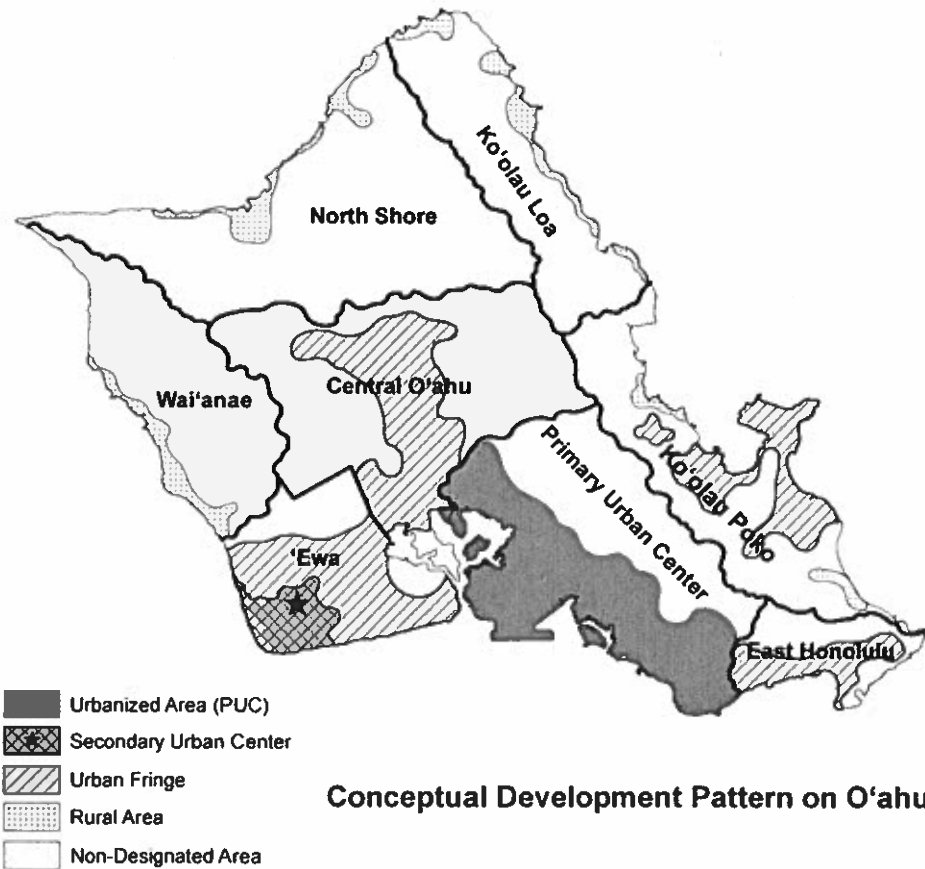 Ko'olau Loa
North Shore
Central O'ahu
Wai'anae
Primary Urban Center
Ko'olau Poko
'Ewa
East Honolulu
Urbanized Area (PUC)
Secondary Urban Center
Urban Fringe
Rural Area
Non-Designated Area
Conceptual Development Pattern on O'ahu